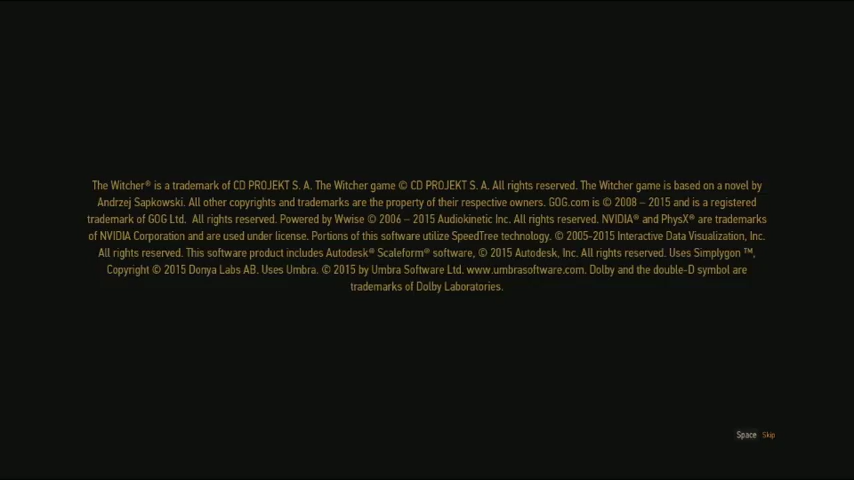 The Witcher® is a trademark of CD PROJEKT S. A. The Witcher game © CD PROJEKT S. A. All rights reserved. The Witcher game is based on a novel by
Andrzej Sapkowski. All other copyrights and trademarks are the property of their respective owners. GOG.com is © 2008 – 2015 and is a registered
trademark of GOG Ltd. All rights reserved. Powered by Wwise © 2006 – 2015 Audiokinetic Inc. All rights reserved. NVIDIA® and PhysX® are trademarks
of NVIDIA Corporation and are used under license. Portions of this software utilize SpeedTree technology. © 2005-2015 Interactive Data Visualization, Inc.
All rights reserved. This software product includes Autodesk® Scaleform® software, © 2015 Autodesk, Inc. All rights reserved. Uses Simplygon ™,
Copyright © 2015 Donya Labs AB. Uses Umbra. © 2015 by Umbra Software Ltd. www.umbrasoftware.com. Dolby and the double-D symbol are
trademarks of Dolby Laboratories.
Space Skip